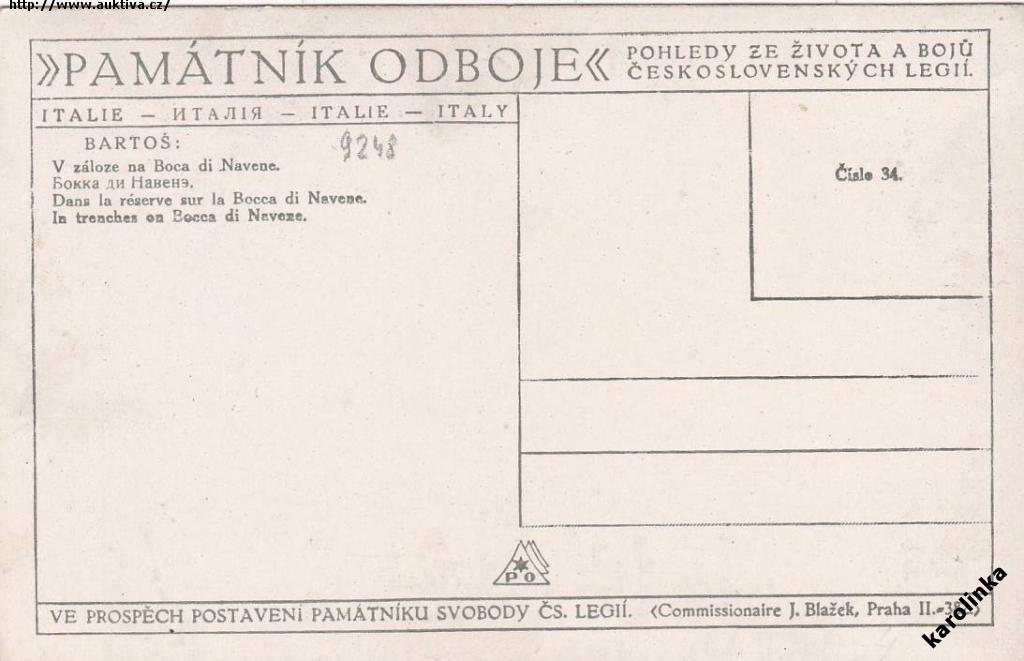 http://www.auktiva.cz/
»PAMÁTNÍK ODBOJE«
POHLEDY ZE ŽIVOTA A BOJŮ
ČESKOSLOVENSKÝCH LEGIÍ.
ITALIE — ИТАЛІЯ — ITALIE — ITALY
BARTOŠ:
9248
V záloze na Boca di Navene.
Бокка ди Навенэ.
Dans la réserve sur la Bocca di Navene.
In trenches on Bocca di Navene.
Číslo 34.
PO
VE PROSPĚCH POSTAVENÍ PAMÁTNÍKU SVOBODY ČS. LEGIÍ. (Commissionaire J. Blažek, Praha II.-
karolinka